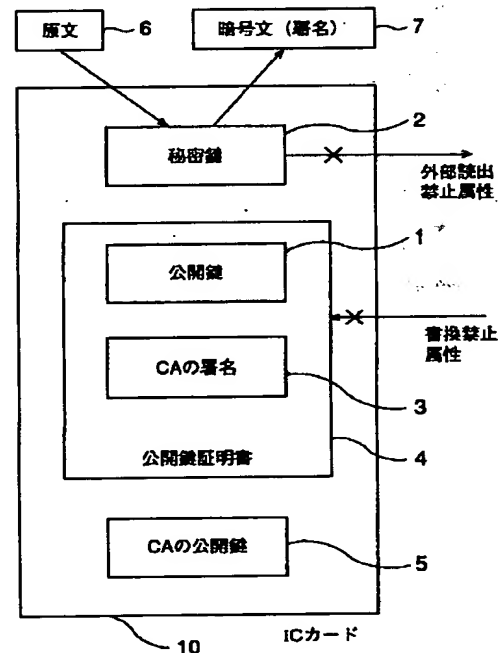 原文
6
暗号文（署名）
7
秘密鍵
2
外部読出
禁止属性
公開鍵
1
書換禁止
属性
CAの署名
3
公開鍵証明書
4
CAの公開鍵
5
10
ICカード